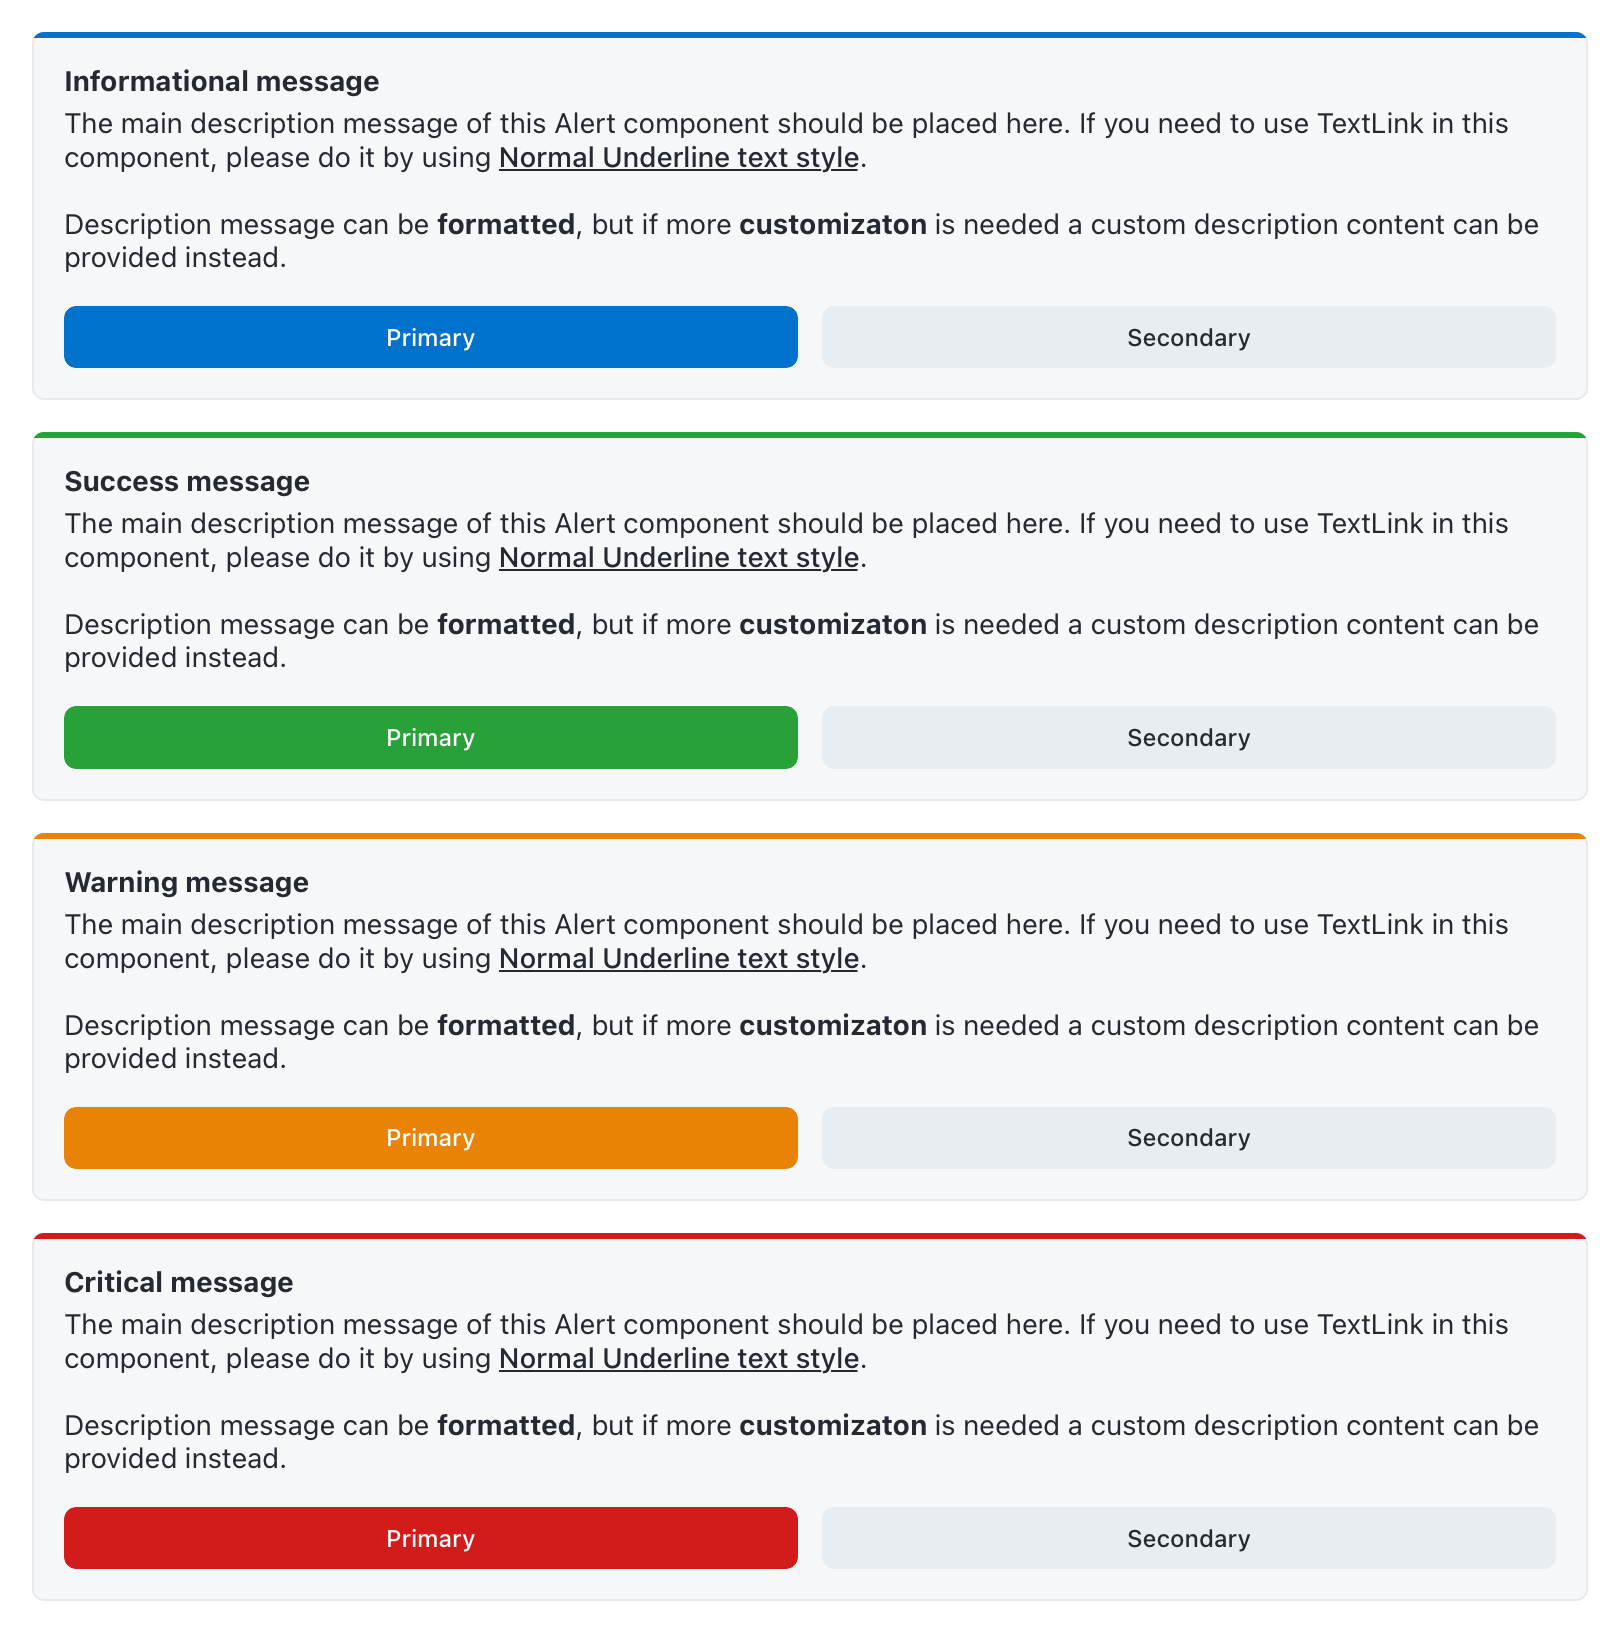 Informational message
The main description message of this Alert component should be placed here. If you need to use TextLink in this
component, please do it by using Normal Underline text style.
Description message can be formatted, but if more customizaton is needed a custom description content can be
provided instead.
Primary
Secondary
Success message
The main description message of this Alert component should be placed here. If you need to use TextLink in this
component, please do it by using Normal Underline text style.
Description message can be formatted, but if more customizaton is needed a custom description content can be
provided instead.
Primary
Secondary
Warning message
The main description message of this Alert component should be placed here. If you need to use TextLink in this
component, please do it by using Normal Underline text style.
Description message can be formatted, but if more customizaton is needed a custom description content can be
provided instead.
Primary
Secondary
Critical message
The main description message of this Alert component should be placed here. If you need to use TextLink in this
component, please do it by using Normal Underline text style.
Description message can be formatted, but if more customizaton is needed a custom description content can be
provided instead.
Primary
Secondary